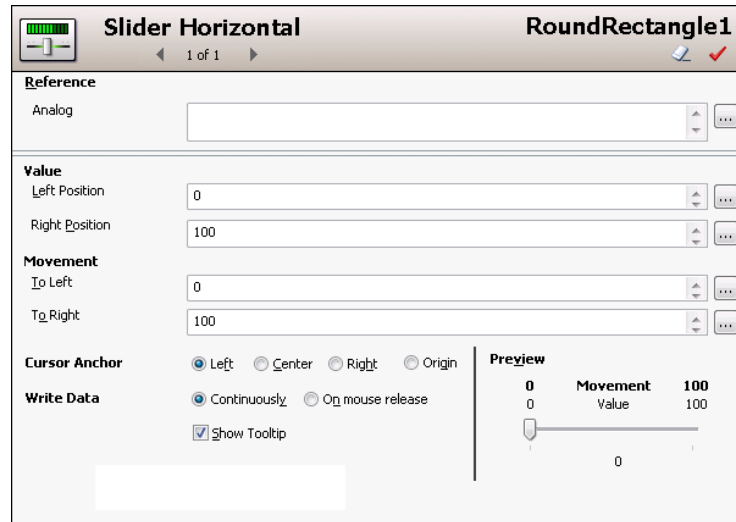 Slider Horizontal RoundRectangle1
1 of 1
Reference
Analog ...
Value
Left Position 0 ...
Right Position 100 ...
Movement
To Left 0 ...
To Right 100 ...
Cursor Anchor Left Center Right Origin Preview
0 Movement 100
Write Data Continuously On mouse release 0 Value 100
Show Tooltip
0